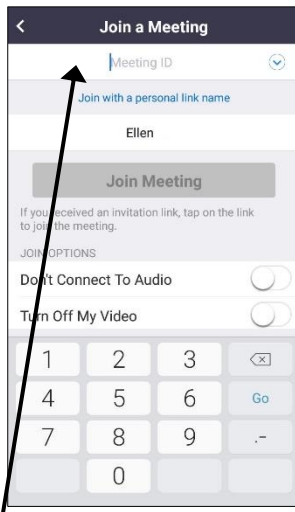 Join a Meeting
Meeting ID
Join with a personal link name
Ellen
Join Meeting
If you received an invitation link, tap on the link
to join the meeting.
JOIN OPTIONS
Don't Connect To Audio
Turn Off My Video
1 2 3
4 5 6 Go
7 8 9 .-
0